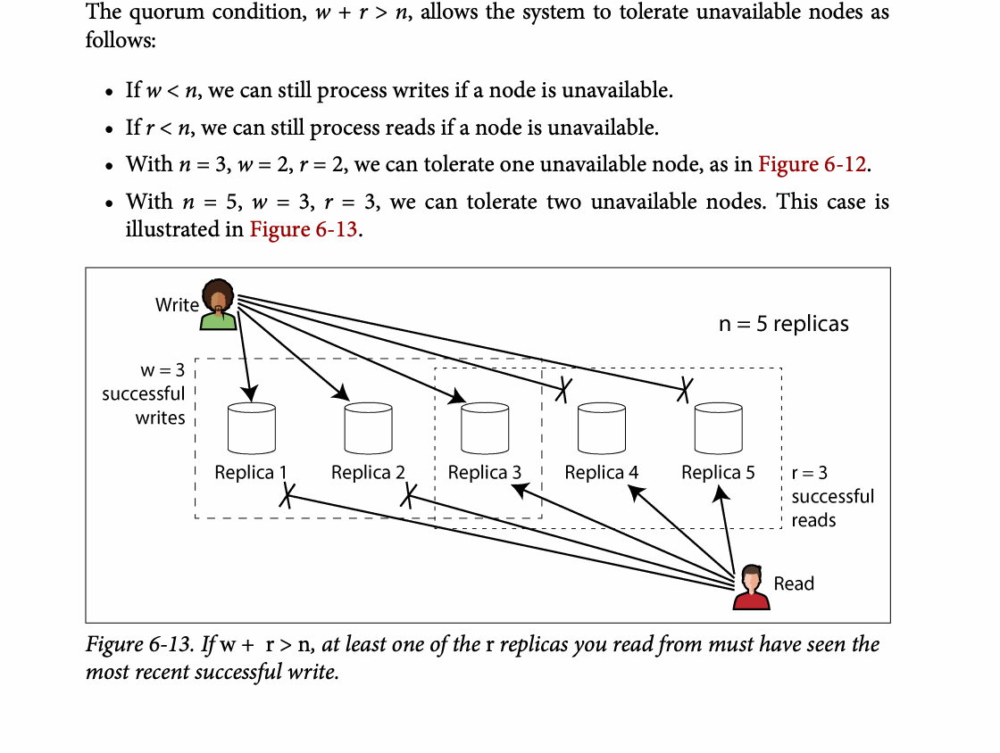 The quorum condition, w + r > n, allows the system to tolerate unavailable nodes as
follows:
• If w < n, we can still process writes if a node is unavailable.
• If r < n, we can still process reads if a node is unavailable.
• With n = 3, w = 2, r = 2, we can tolerate one unavailable node, as in Figure 6-12.
• With n = 5, w = 3, r = 3, we can tolerate two unavailable nodes. This case is
illustrated in Figure 6-13.
Write
n = 5 replicas
w = 3
successful
writes
Replica 1
Replica 2
Replica 3
Replica 4
Replica 5
r = 3
successful
reads
Read
Figure 6-13. If w + r > n, at least one of the r replicas you read from must have seen the
most recent successful write.